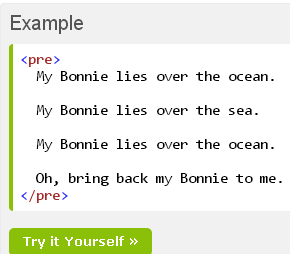 Example
<pre>
My Bonnie lies over the ocean.
My Bonnie lies over the sea.
My Bonnie lies over the ocean.
Oh, bring back my Bonnie to me.
</pre>
Try it Yourself »